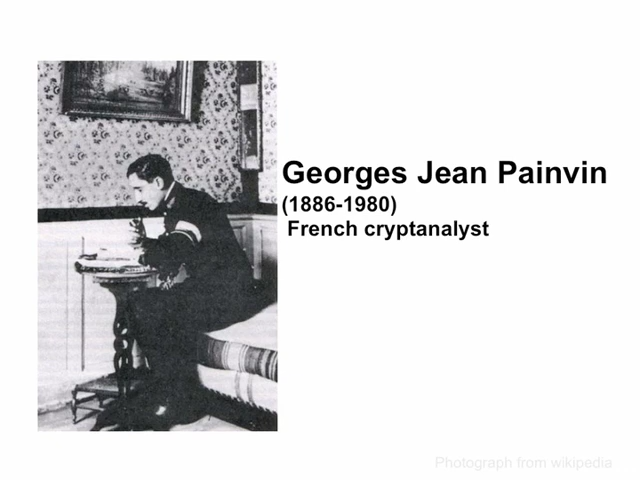 Georges Jean Painvin
(1886-1980)
French cryptanalyst
Photograph from wikipedia